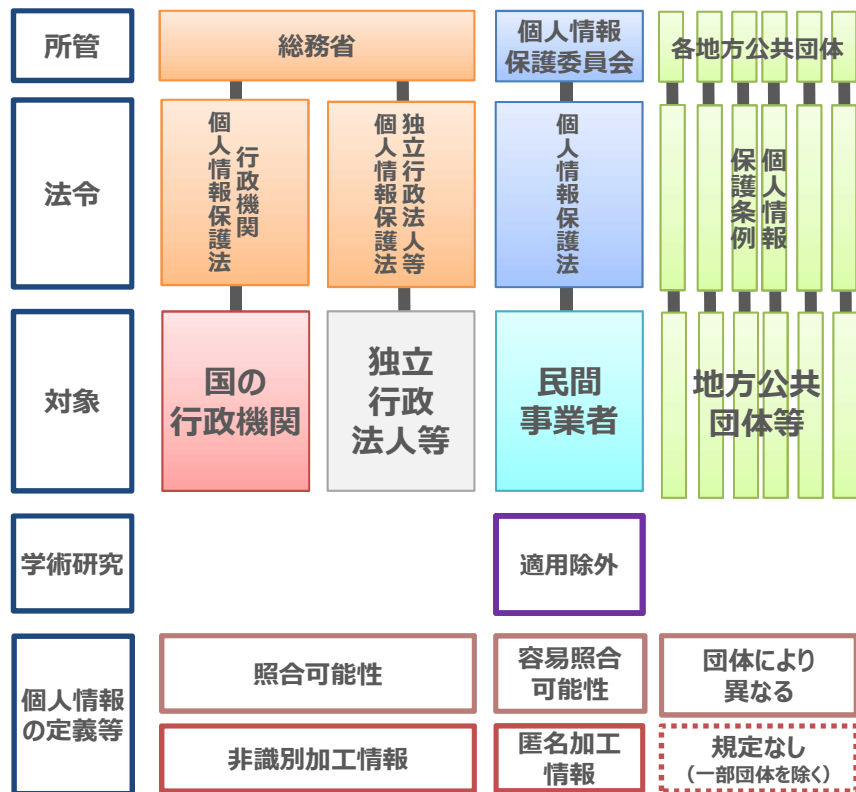 所管
総務省
個人情報
保護委員会
各地方公共団体
法令
行政機関
個人情報保護法
独立行政法人等
個人情報保護法
個人情報保護法
個人情報
保護条例
対象
国の
行政機関
独立
行政
法人等
民間
事業者
地方公共
団体等
学術研究
適用除外
個人情報
の定義等
照合可能性
容易照合
可能性
団体により
異なる
非識別加工情報
匿名加工
情報
規定なし
（一部団体を除く）